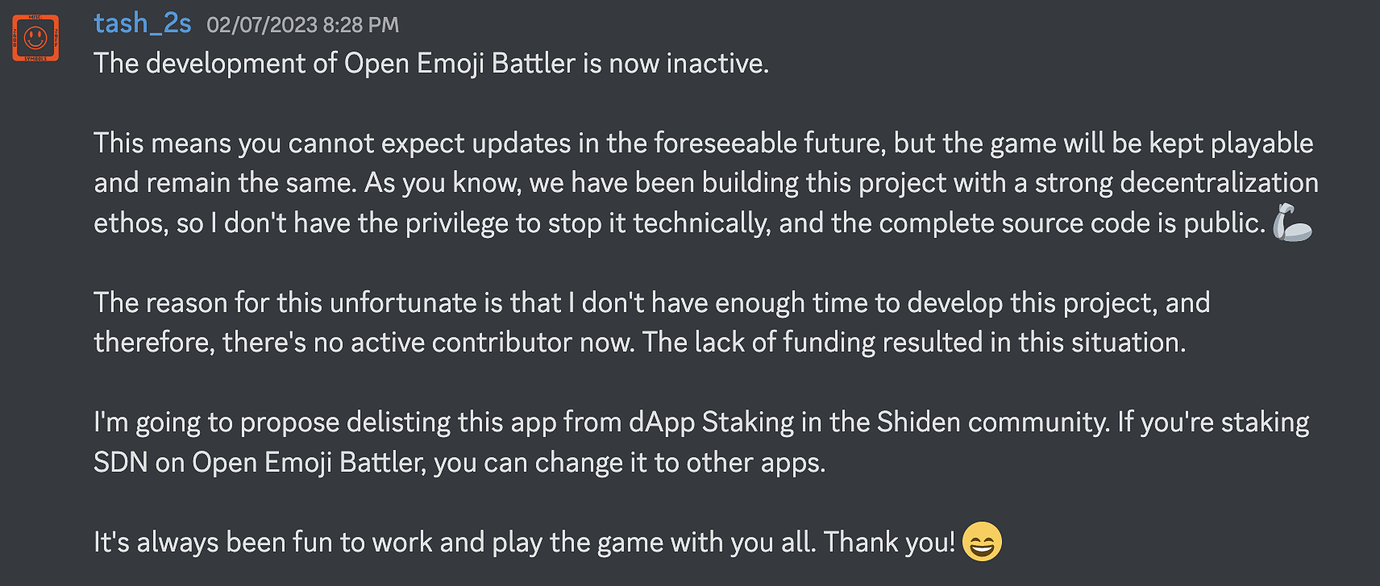 tash_2s 02/07/2023 8:28 PM
The development of Open Emoji Battler is now inactive.
This means you cannot expect updates in the foreseeable future, but the game will be kept playable
and remain the same. As you know, we have been building this project with a strong decentralization
ethos, so I don't have the privilege to stop it technically, and the complete source code is public. 🦾
The reason for this unfortunate is that I don't have enough time to develop this project, and
therefore, there's no active contributor now. The lack of funding resulted in this situation.
I'm going to propose delisting this app from dApp Staking in the Shiden community. If you're staking
SDN on Open Emoji Battler, you can change it to other apps.
It's always been fun to work and play the game with you all. Thank you! 😄